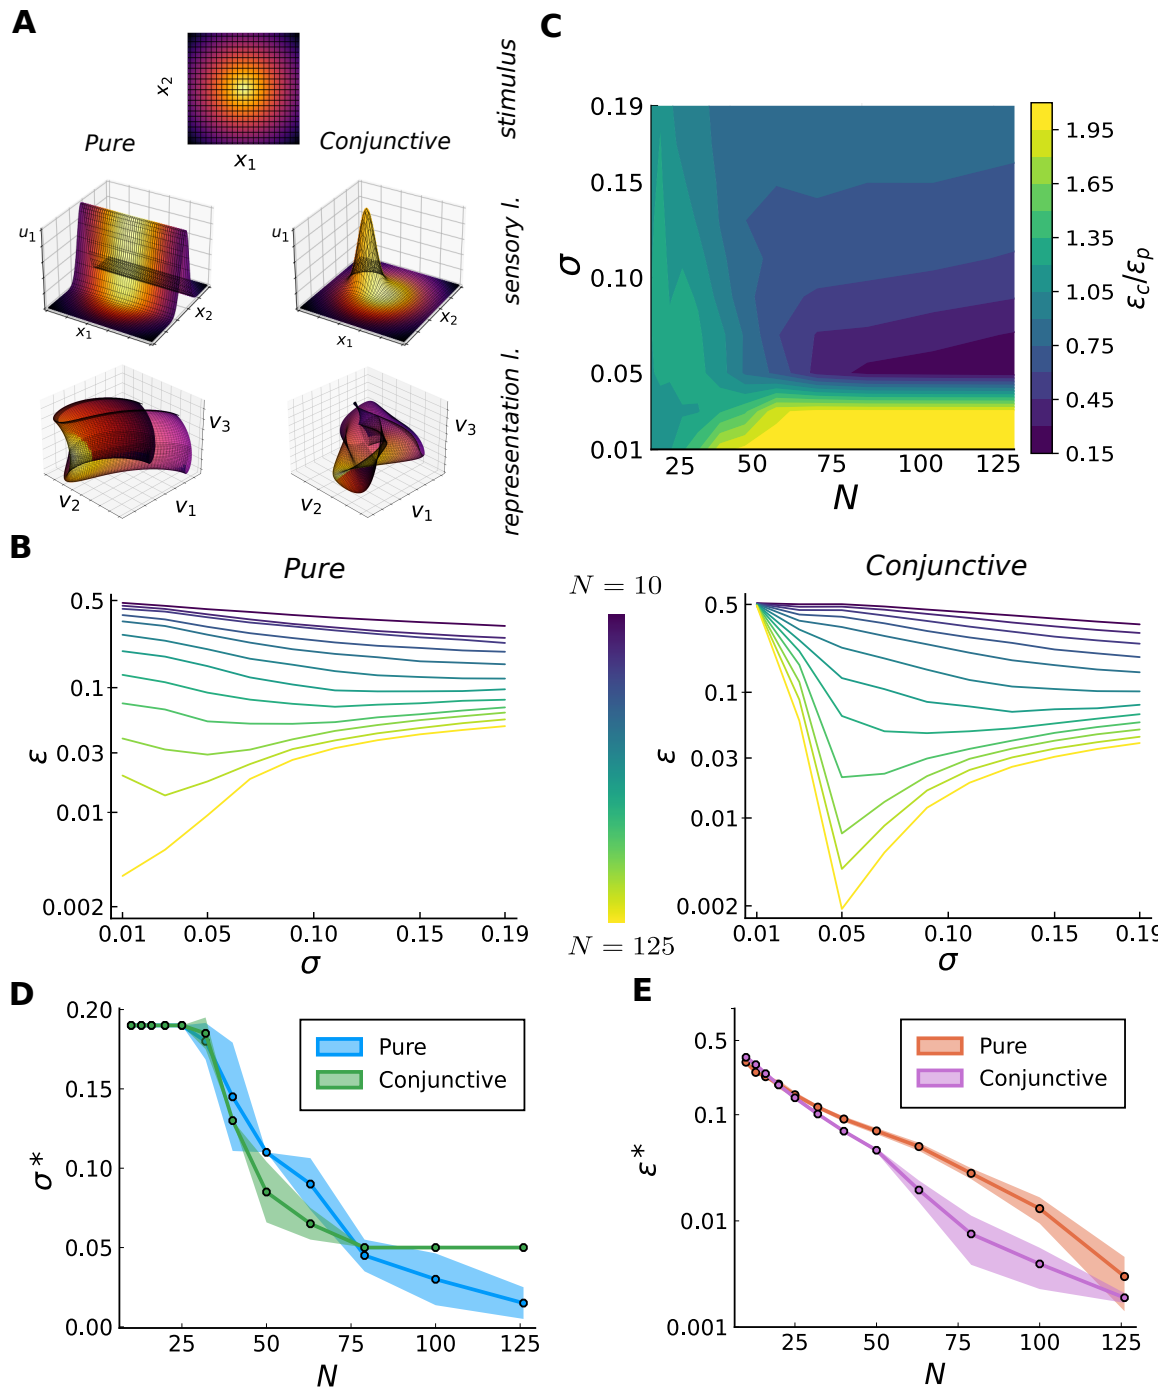 A
x2
x1
stimulus
Pure
Conjunctive
u1
x1
x2
u1
x1
x2
sensory l.
v3
v2
v1
v3
v2
v1
representation l.
C
0.19
0.15
0.10
0.05
0.01
σ
25
50
75
100
125
N
1.95
1.65
1.35
1.05
0.75
0.45
0.15
εc/εp
B
Pure
0.5
0.1
0.03
0.01
0.002
ε
0.01
0.05
0.10
0.15
0.19
σ
N = 10
N = 125
Conjunctive
0.5
0.1
0.03
0.01
0.002
ε
0.01
0.05
0.10
0.15
0.19
σ
D
0.20
0.15
0.10
0.05
0.00
σ*
25
50
75
100
125
N
Pure
Conjunctive
E
0.5
0.1
0.01
0.001
ε*
25
50
75
100
125
N
Pure
Conjunctive